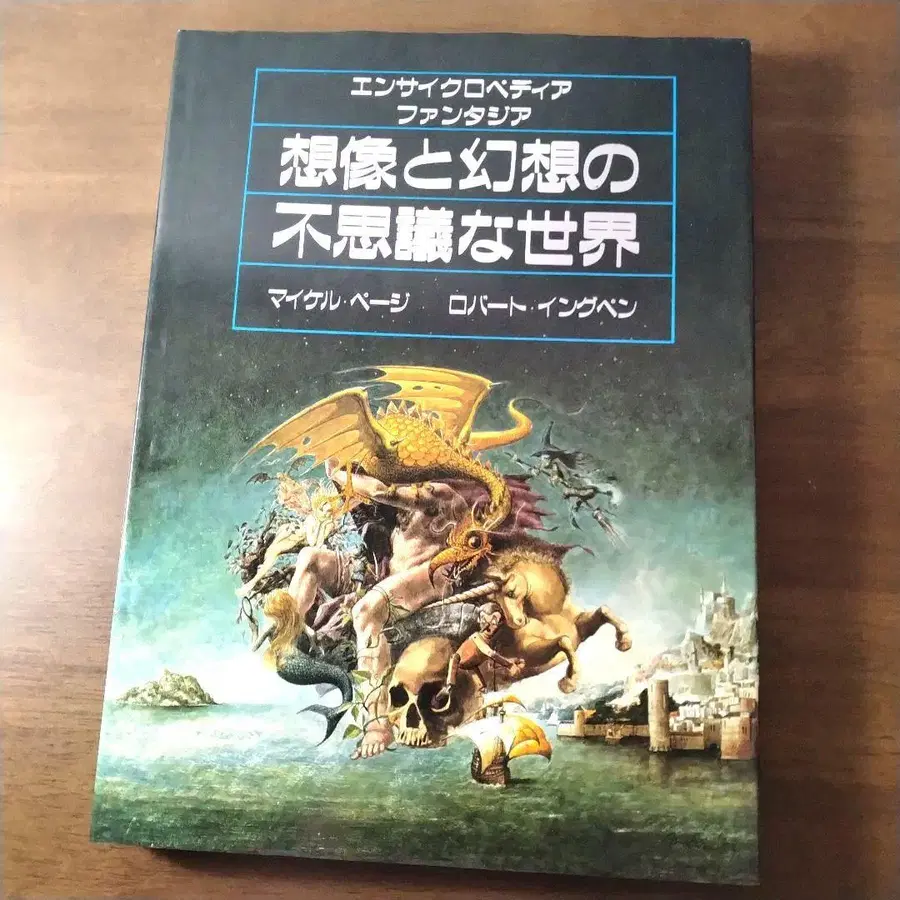 エンサイクロペディア
ファンタジア
想像と幻想の
不思議な世界
マイケル・ページ　ロバート・イングペン